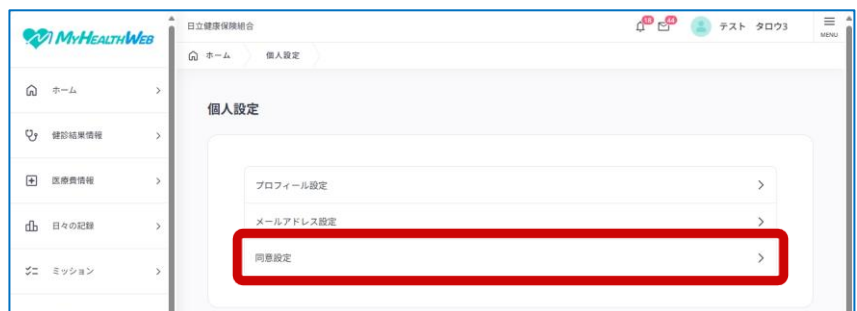 MYHEALTHWEB
日立健康保険組合
18
44
テスト タロウ3
MENU
ホーム
個人設定
ホーム
健診結果情報
医療費情報
日々の記録
ミッション
個人設定
プロフィール設定
メールアドレス設定
同意設定